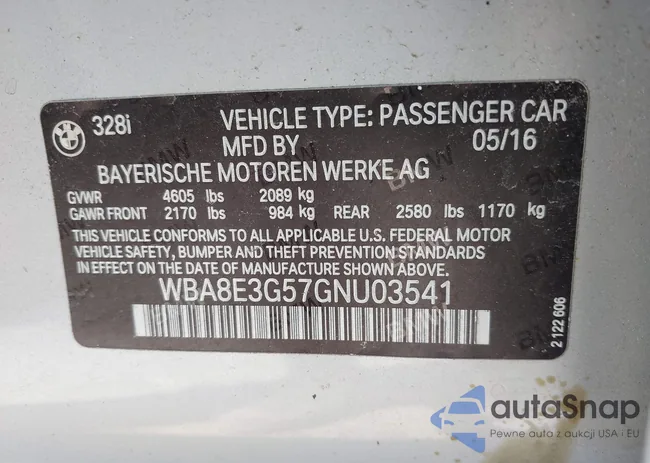 328i VEHICLE TYPE: PASSENGER CAR
MFD BY 05/16
BAYERISCHE MOTOREN WERKE AG
GVWR 4605 lbs 2089 kg
GAWR FRONT 2170 lbs 984 kg REAR 2580 lbs 1170 kg
THIS VEHICLE CONFORMS TO ALL APPLICABLE U.S. FEDERAL MOTOR
VEHICLE SAFETY, BUMPER AND THEFT PREVENTION STANDARDS
IN EFFECT ON THE DATE OF MANUFACTURE SHOWN ABOVE.
WBA8E3G57GNU03541
2 122 606
autoSnap
Pewne auto z aukcji USA i EU